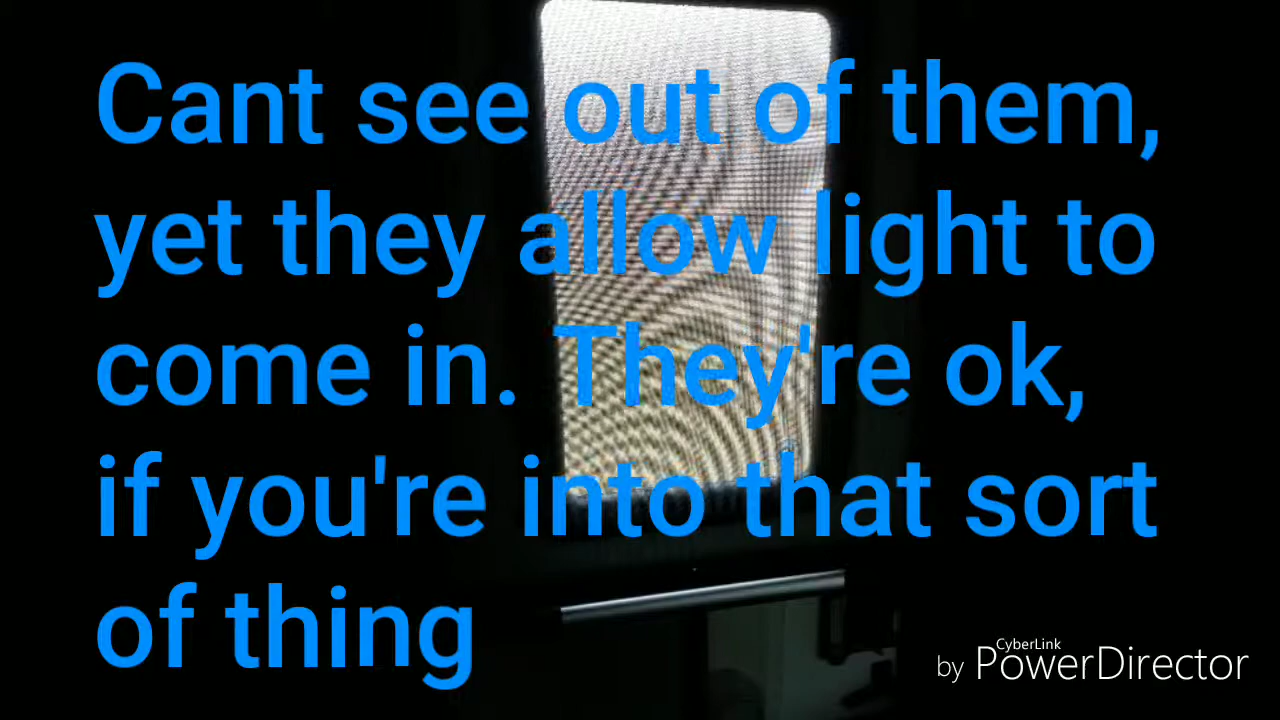 Cant see out of them,
yet they allow light to
come in. They're ok,
if you're into that sort
of thing
CyberLink
by PowerDirector